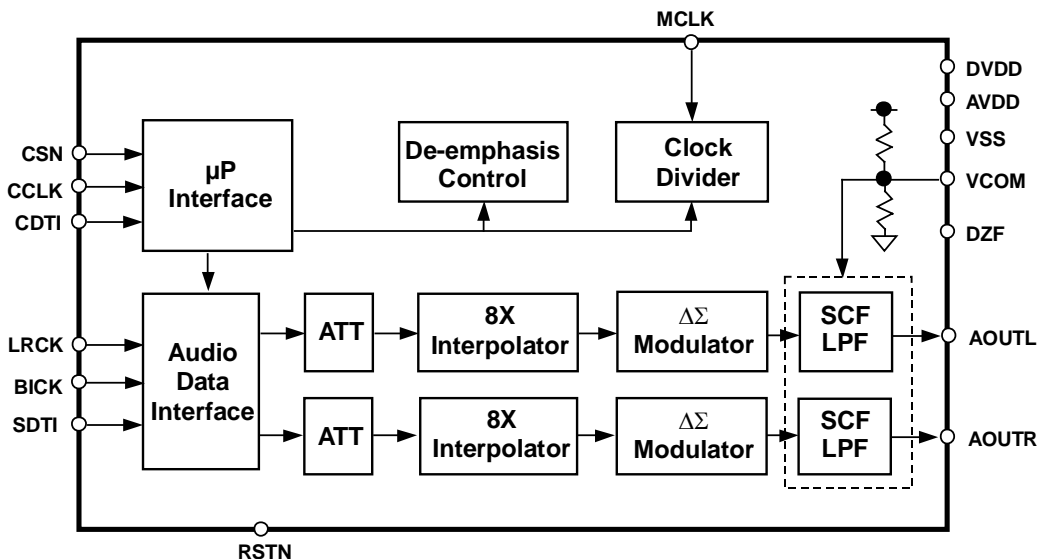 MCLK
DVDD
AVDD
VSS
VCOM
DZF
CSN
CCLK
CDTI
µP
Interface
De-emphasis
Control
Clock
Divider
LRCK
BICK
SDTI
Audio
Data
Interface
ATT
8X
Interpolator
ΔΣ
Modulator
SCF
LPF
AOUTL
ATT
8X
Interpolator
ΔΣ
Modulator
SCF
LPF
AOUTR
RSTN